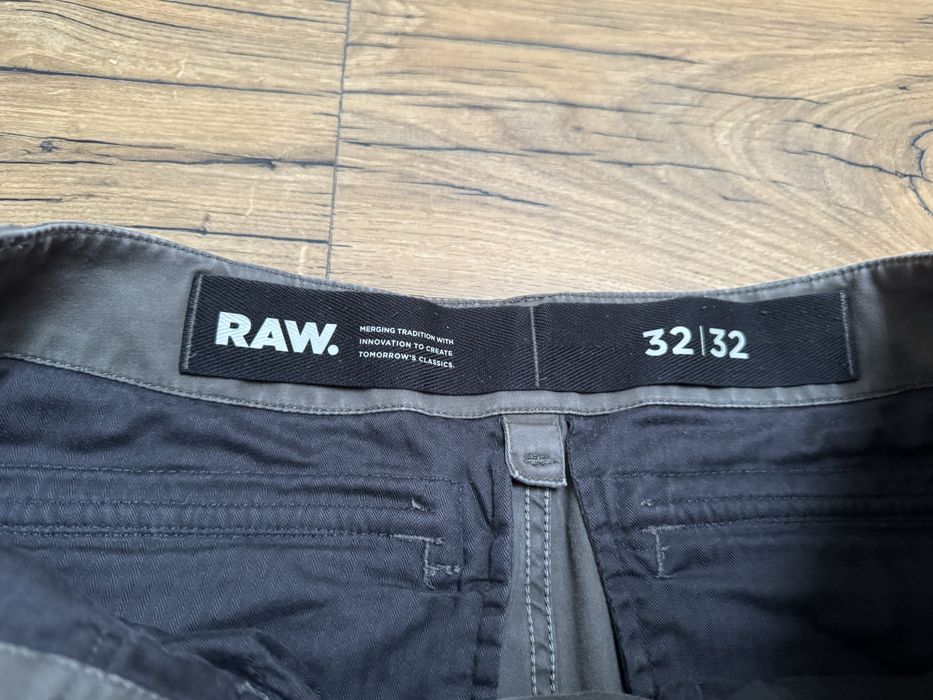 RAW.
MERGING TRADITION WITH
INNOVATION TO CREATE
TOMORROW'S CLASSICS.
32|32